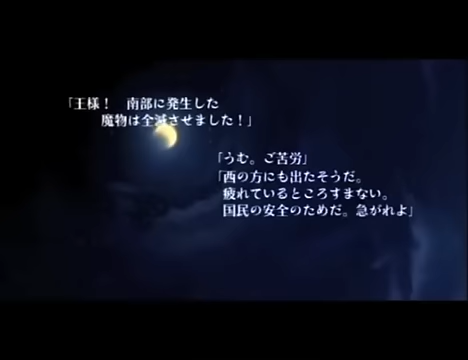 「王様！　南部に発生した
魔物は全滅させました！」
「うむ。ご苦労」
「西の方にも出たそうだ。
疲れているところすまない。
国民の安全のためだ。急がれよ」